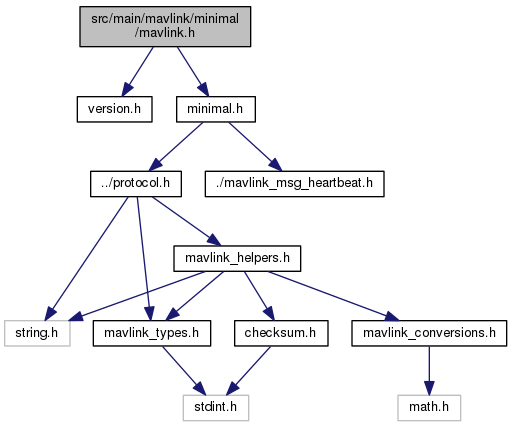 src/main/mavlink/minimal
/mavlink.h
version.h
minimal.h
../protocol.h
./mavlink_msg_heartbeat.h
mavlink_helpers.h
string.h
mavlink_types.h
checksum.h
mavlink_conversions.h
stdint.h
math.h